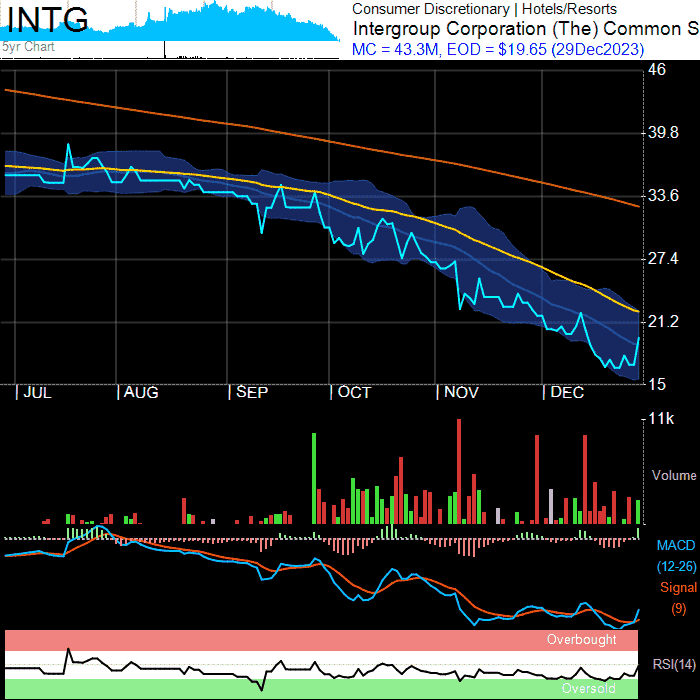 INTG
5yr Chart
Consumer Discretionary | Hotels/Resorts
Intergroup Corporation (The) Common S
MC = 43.3M, EOD = $19.65 (29Dec2023)
46
39.8
33.6
27.4
21.2
15
JUL AUG SEP OCT NOV DEC
11k
Volume
MACD
(12-26)
Signal
(9)
Overbought
RSI(14)
Oversold